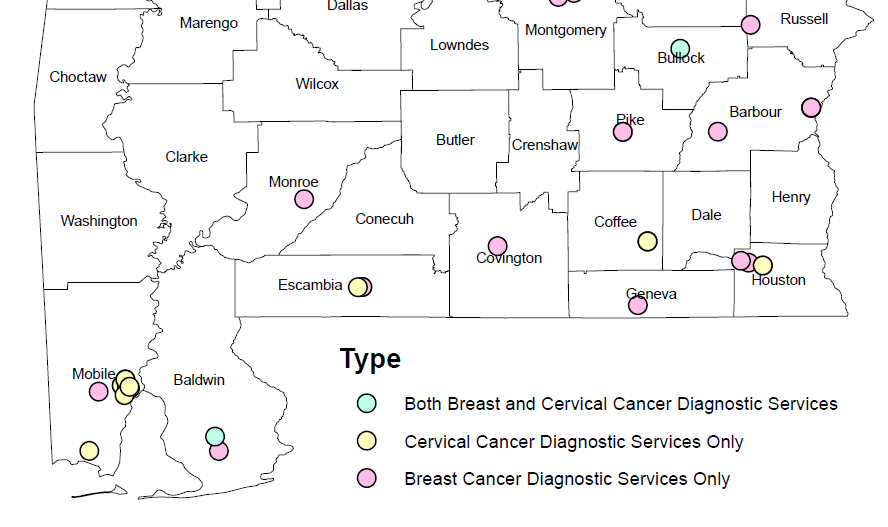 Dallas
Marengo
Russell
Montgomery
Lowndes
Bullock
Choctaw
Wilcox
Barbour
Pike
Butler
Crenshaw
Clarke
Monroe
Henry
Washington
Conecuh
Coffee
Dale
Covington
Escambia
Houston
Geneva
Mobile
Baldwin
Type
Both Breast and Cervical Cancer Diagnostic Services
Cervical Cancer Diagnostic Services Only
Breast Cancer Diagnostic Services Only